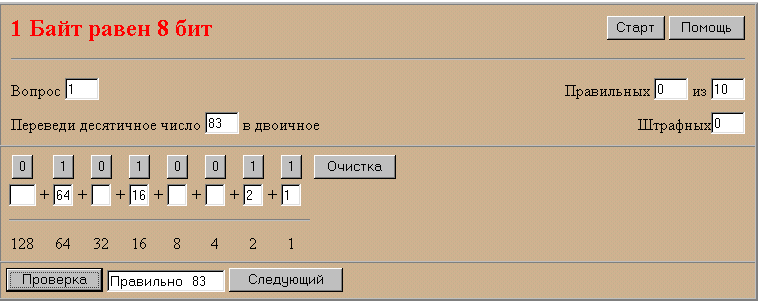 1 Байт равен 8 бит Старт Помощь
Вопрос 1 Правильных 0 из 10
Переведи десятичное число 83 в двоичное Штрафных 0
0 1 0 1 0 0 1 1 Очистка
+ 64 + + 16 + + + 2 + 1
128 64 32 16 8 4 2 1
Проверка Правильно 83 Следующий